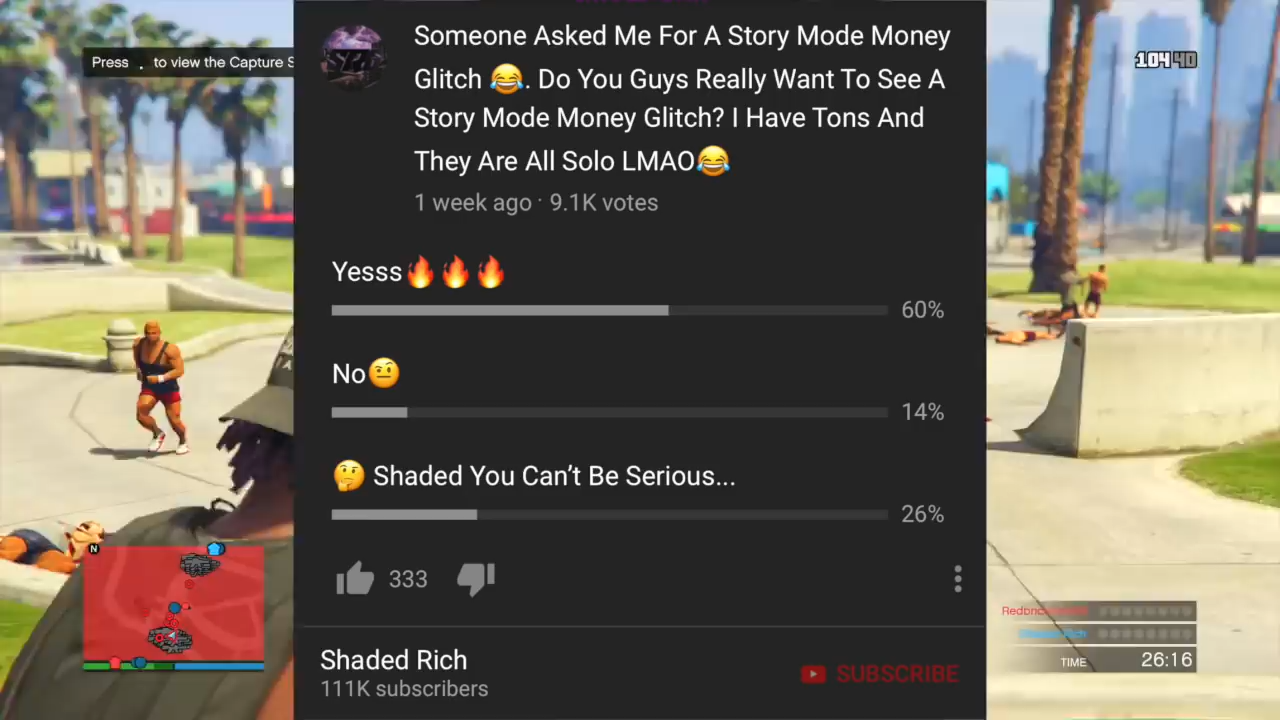 Press . to view the Capture S
10440
Someone Asked Me For A Story Mode Money
Glitch 😂. Do You Guys Really Want To See A
Story Mode Money Glitch? I Have Tons And
They Are All Solo LMAO😂
1 week ago · 9.1K votes
Yesss🔥🔥🔥
60%
No🤨
14%
🤔 Shaded You Can't Be Serious...
26%
333
N
Shaded Rich
111K subscribers
SUBSCRIBE
TIME 26:16